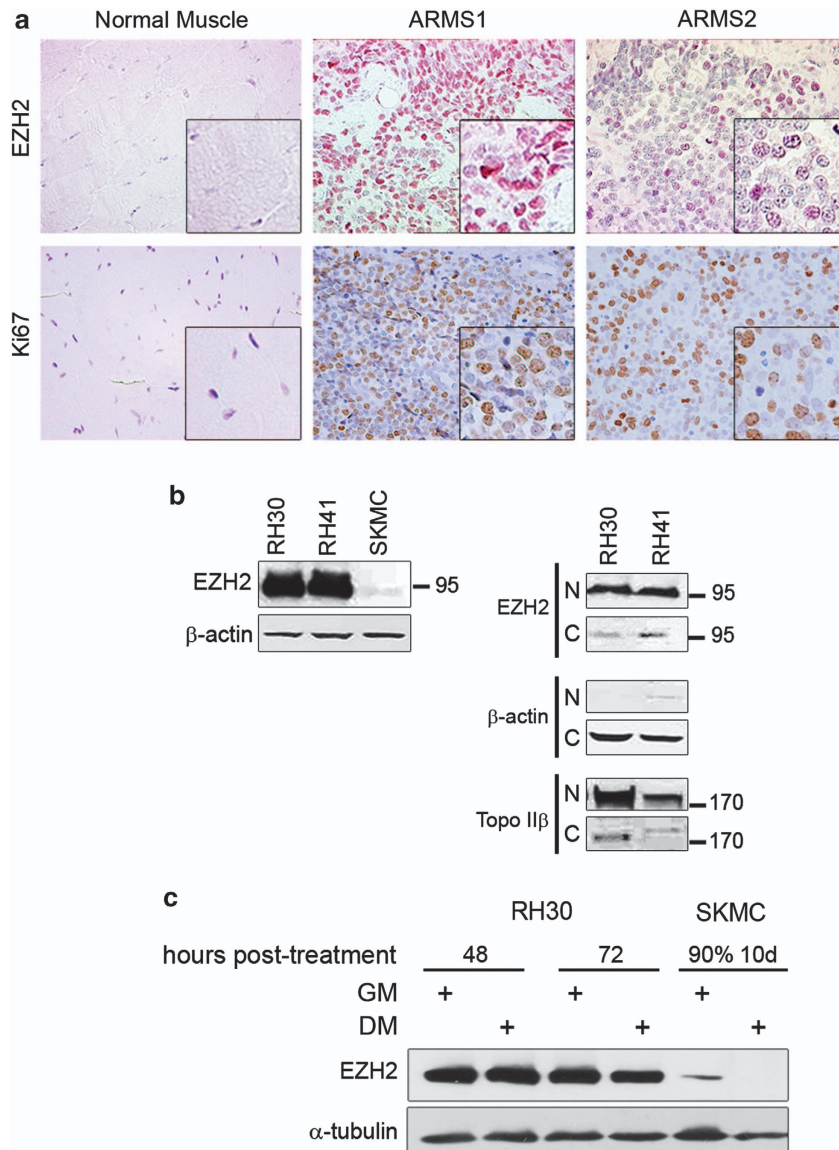 a
Normal Muscle ARMS1 ARMS2
EZH2
Ki67
b
RH30 RH41 SKMC
EZH2 95
β-actin
RH30 RH41
EZH2 N 95
C 95
β-actin N
C
Topo IIβ N 170
C 170
c
RH30 SKMC
hours post-treatment 48 72 90% 10d
GM + + +
DM + + +
EZH2
α-tubulin